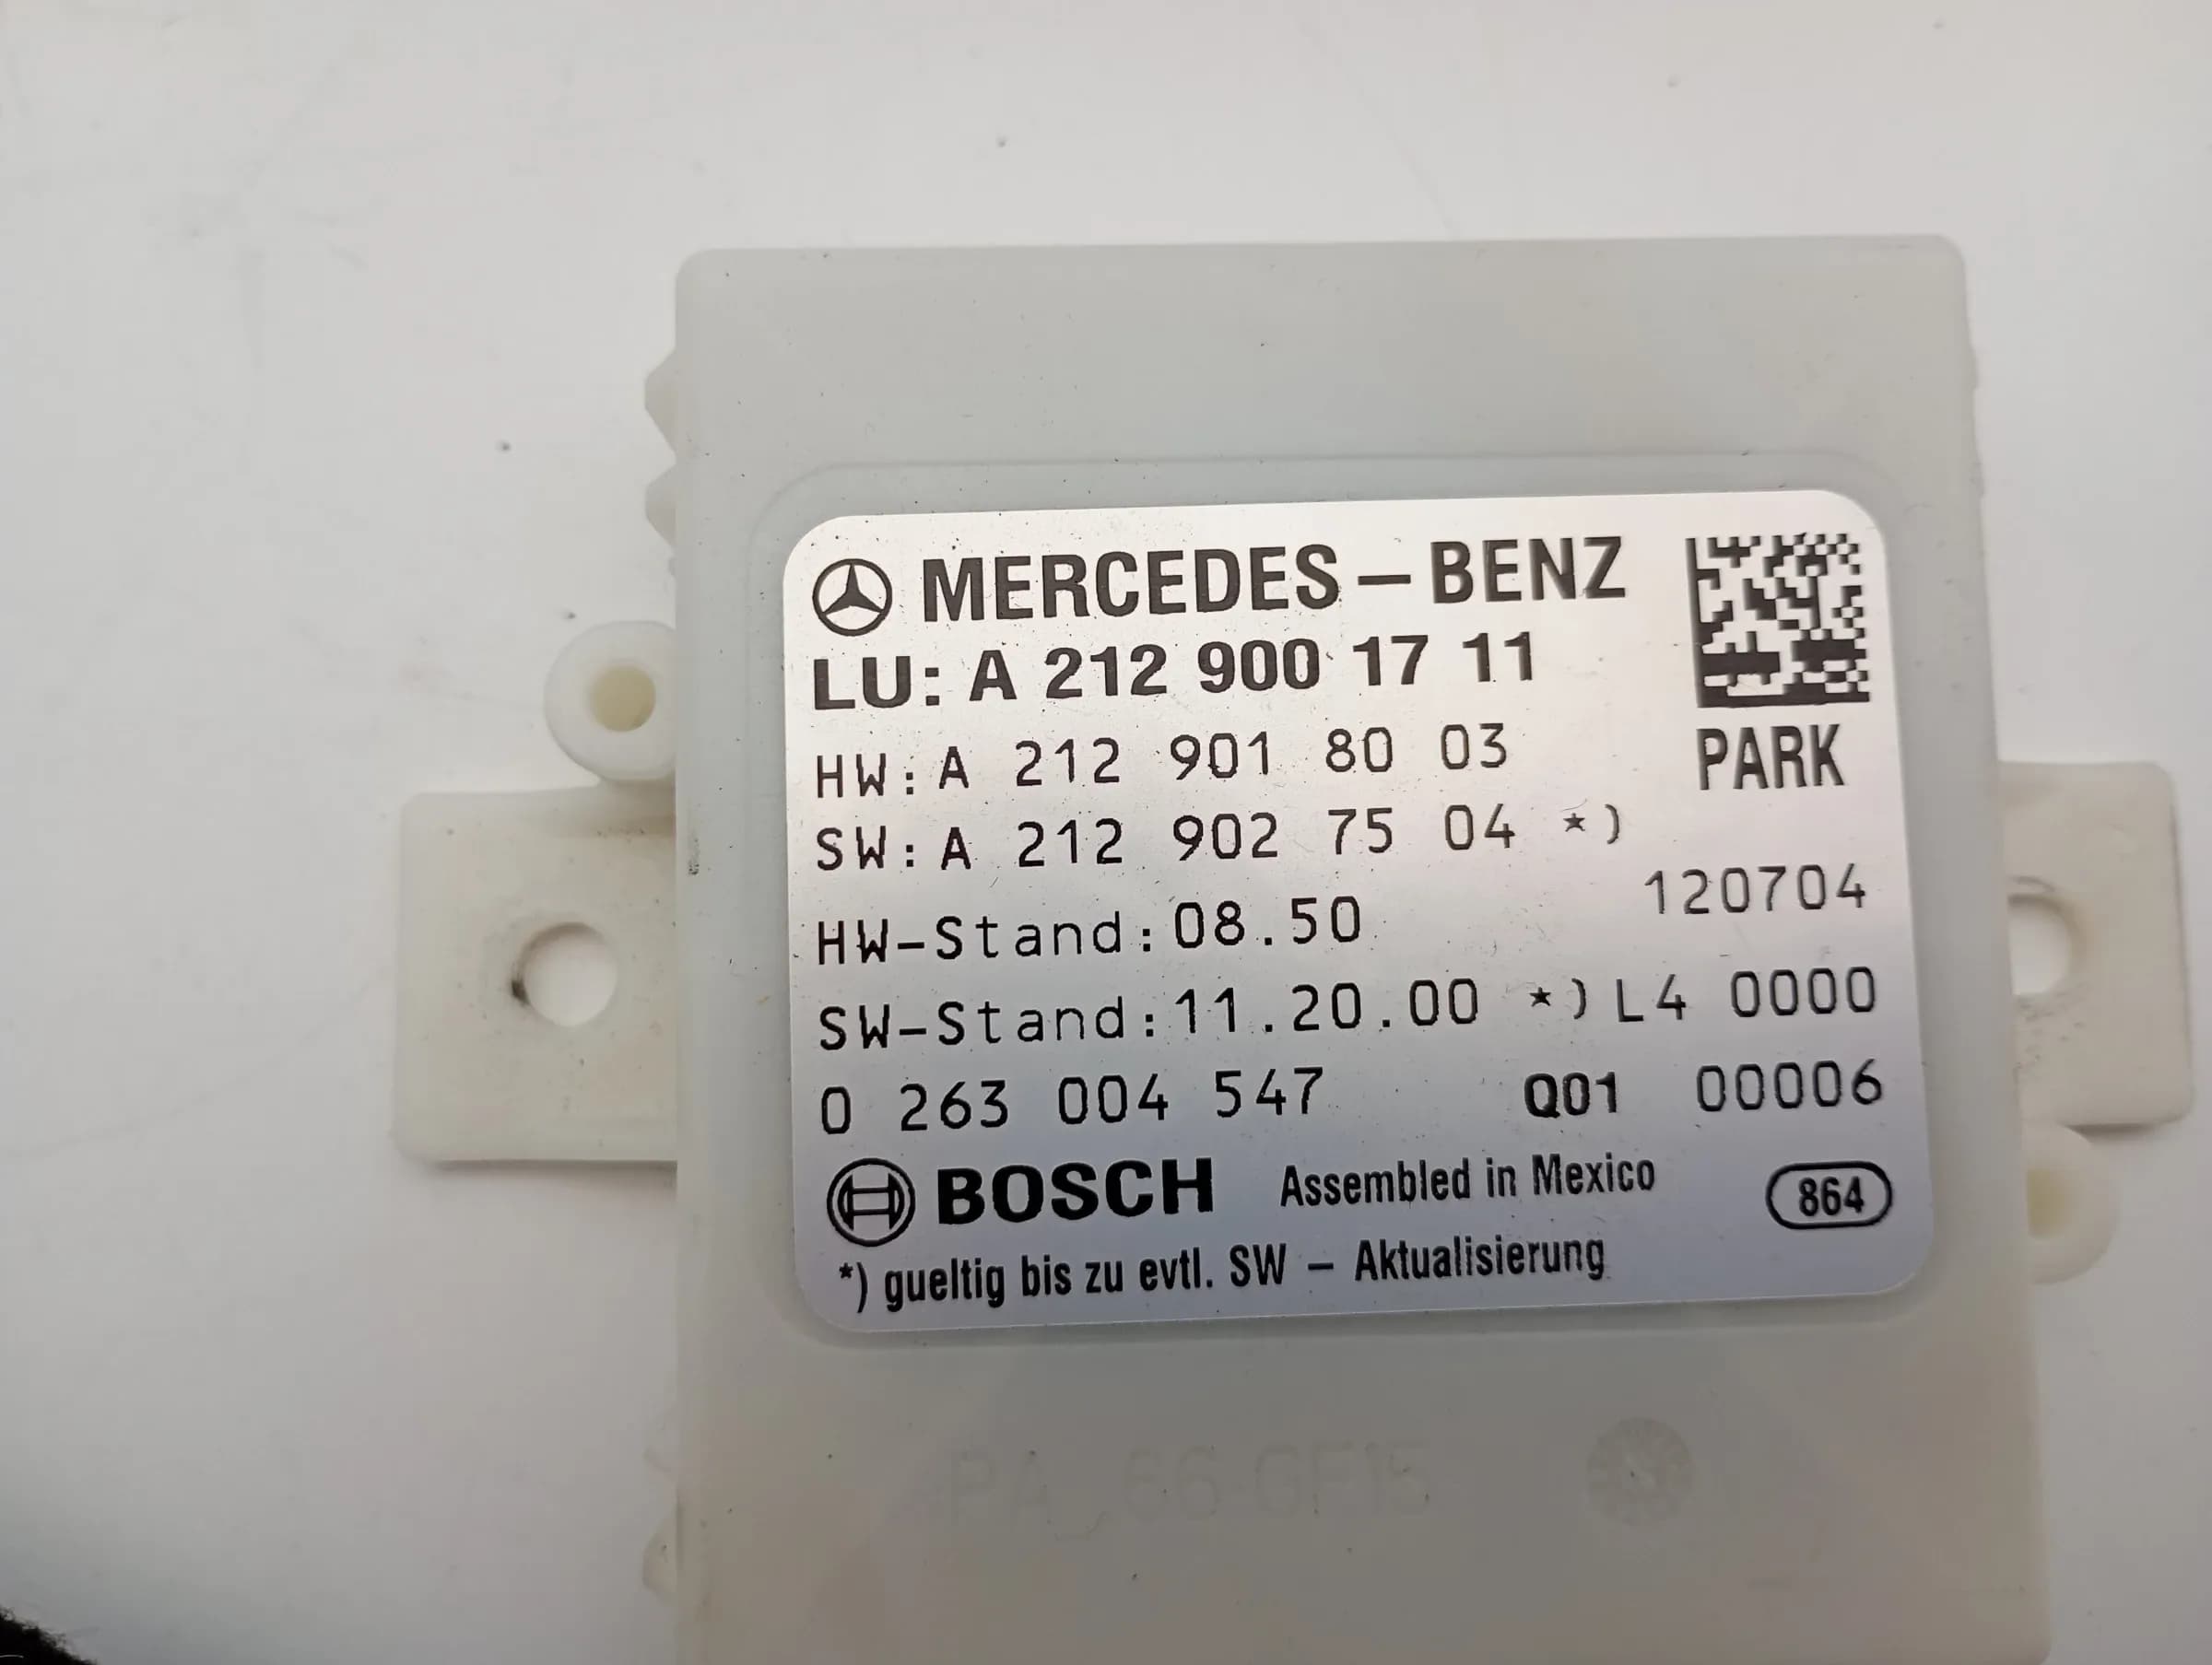 MERCEDES-BENZ
LU: A 212 900 17 11
HW: A 212 901 80 03
PARK
SW: A 212 902 75 04 *)
120704
HW-Stand: 08.50
SW-Stand: 11.20.00 *) L4 0000
0 263 004 547 Q01 00006
BOSCH Assembled in Mexico 864
*) gueltig bis zu evtl. SW – Aktualisierung
PA_66-GF15